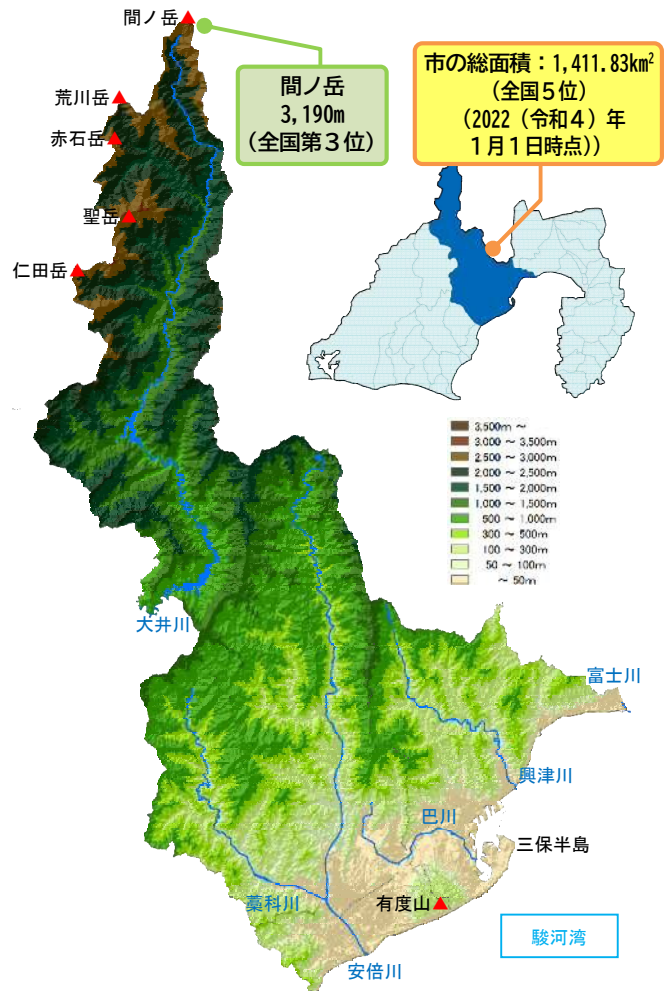 間ノ岳
間ノ岳
3,190m
(全国第3位)
市の総面積：1,411.83km²
(全国5位)
(2022（令和4）年
1月1日時点))
荒川岳
赤石岳
聖岳
仁田岳
3,500m ～
3,000 ～ 3,500m
2,500 ～ 3,000m
2,000 ～ 2,500m
1,500 ～ 2,000m
1,000 ～ 1,500m
500 ～ 1,000m
300 ～ 500m
100 ～ 300m
50 ～ 100m
～ 50m
大井川
富士川
興津川
巴川
三保半島
藁科川
有度山
駿河湾
安倍川